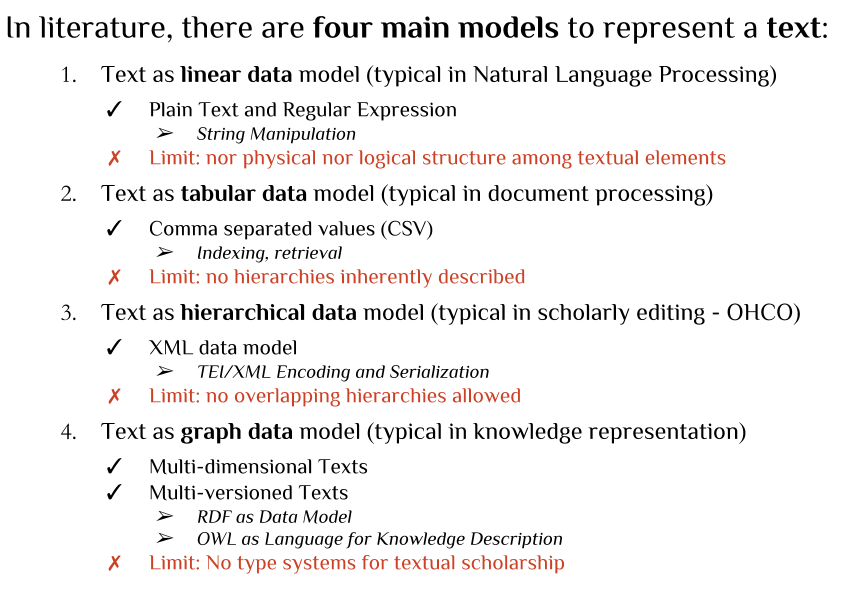 In literature, there are four main models to represent a text:
1. Text as linear data model (typical in Natural Language Processing)
✓ Plain Text and Regular Expression
➢ String Manipulation
✗ Limit: nor physical nor logical structure among textual elements
2. Text as tabular data model (typical in document processing)
✓ Comma separated values (CSV)
➢ Indexing, retrieval
✗ Limit: no hierarchies inherently described
3. Text as hierarchical data model (typical in scholarly editing - OHCO)
✓ XML data model
➢ TEI/XML Encoding and Serialization
✗ Limit: no overlapping hierarchies allowed
4. Text as graph data model (typical in knowledge representation)
✓ Multi-dimensional Texts
✓ Multi-versioned Texts
➢ RDF as Data Model
➢ OWL as Language for Knowledge Description
✗ Limit: No type systems for textual scholarship